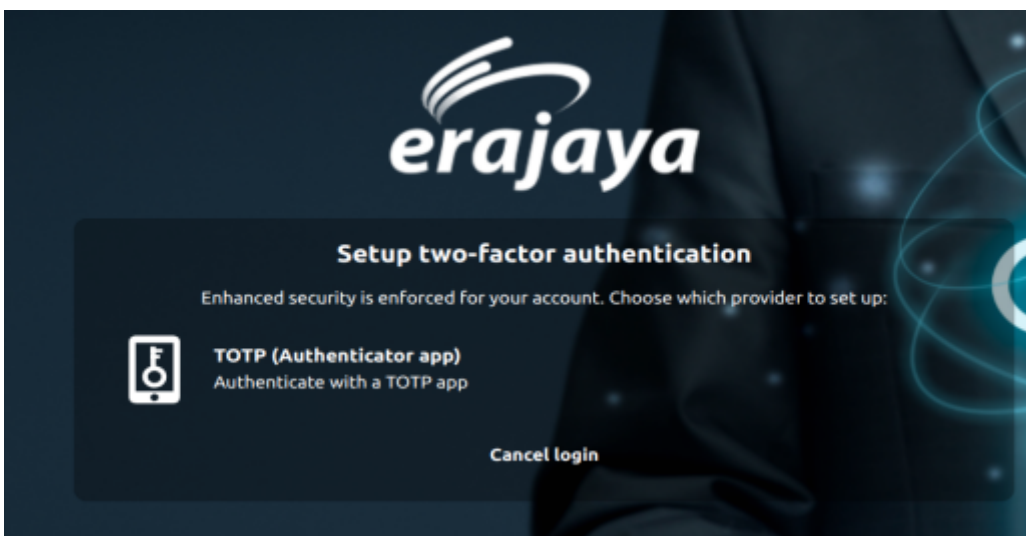 erajaya
Setup two-factor authentication
Enhanced security is enforced for your account. Choose which provider to set up:
TOTP (Authenticator app)
Authenticate with a TOTP app
Cancel login